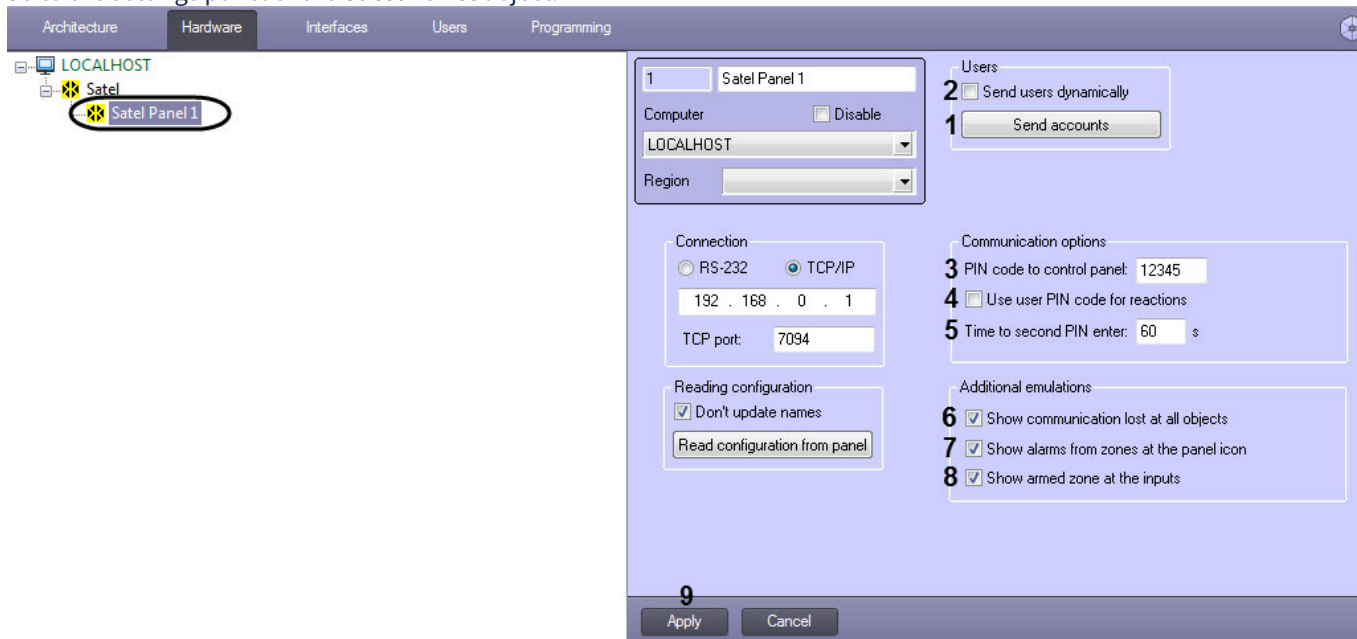 Architecture Hardware Interfaces Users Programming
LOCALHOST
Satel
Satel Panel 1
1 Satel Panel 1
Computer Disable
LOCALHOST
Region
Users
2 Send users dynamically
1 Send accounts
Connection
RS-232 TCP/IP
192 . 168 . 0 . 1
TCP port: 7094
Communication options
3 PIN code to control panel: 12345
4 Use user PIN code for reactions
5 Time to second PIN enter: 60 s
Reading configuration
Don't update names
Read configuration from panel
Additional emulations
6 Show communication lost at all objects
7 Show alarms from zones at the panel icon
8 Show armed zone at the inputs
9
Apply Cancel